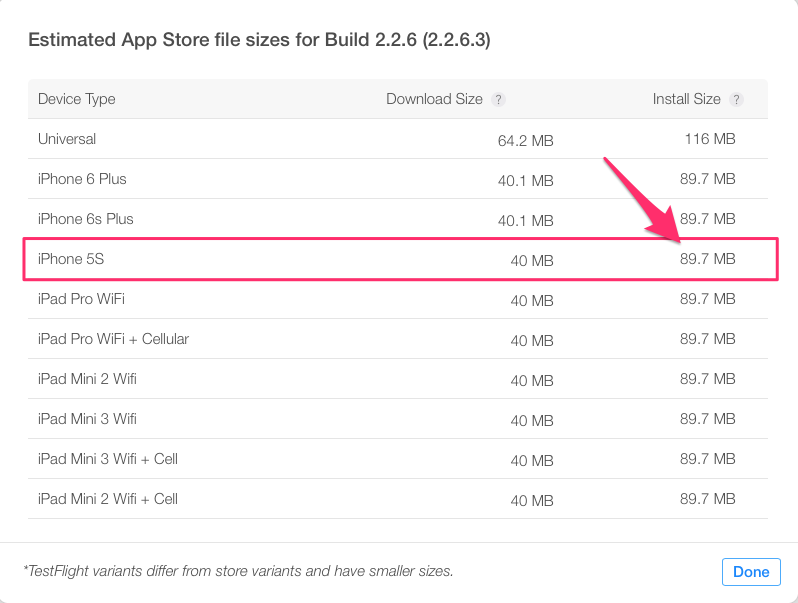 Estimated App Store file sizes for Build 2.2.6 (2.2.6.3)
Device Type Download Size ? Install Size ?
Universal 64.2 MB 116 MB
iPhone 6 Plus 40.1 MB 89.7 MB
iPhone 6s Plus 40.1 MB 89.7 MB
iPhone 5S 40 MB 89.7 MB
iPad Pro WiFi 40 MB 89.7 MB
iPad Pro WiFi + Cellular 40 MB 89.7 MB
iPad Mini 2 Wifi 40 MB 89.7 MB
iPad Mini 3 Wifi 40 MB 89.7 MB
iPad Mini 3 Wifi + Cell 40 MB 89.7 MB
iPad Mini 2 Wifi + Cell 40 MB 89.7 MB
*TestFlight variants differ from store variants and have smaller sizes.
Done